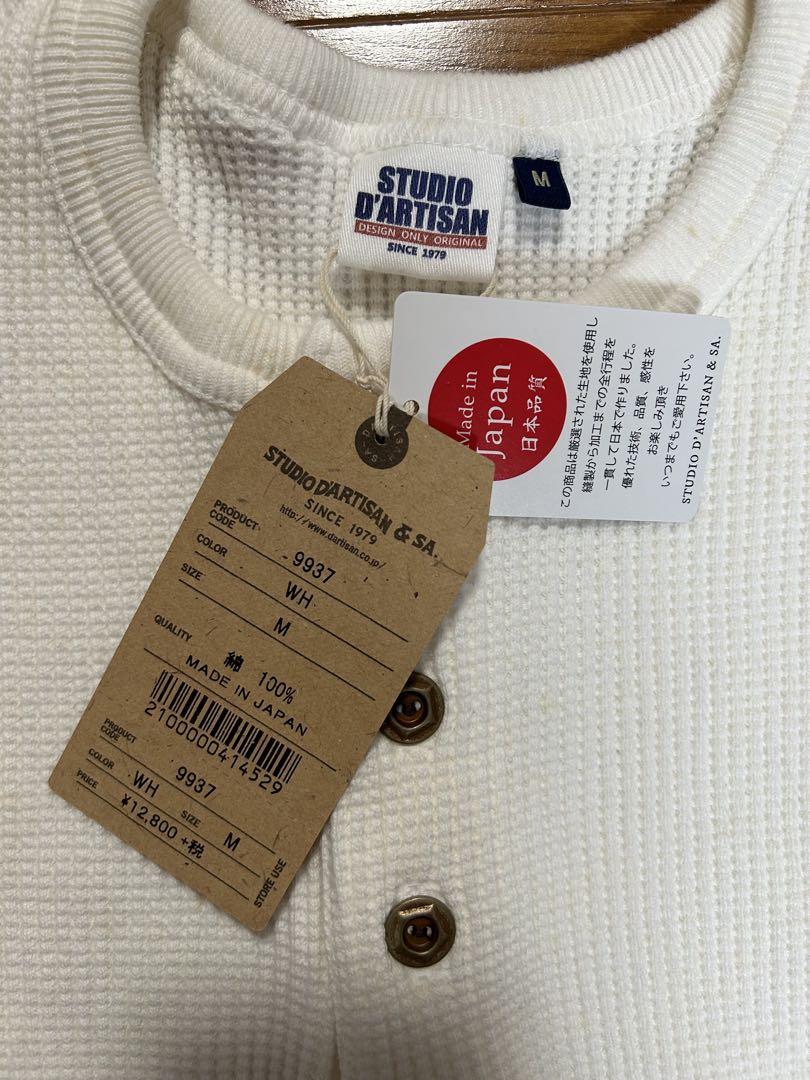 STUDIO
D'ARTISAN
DESIGN ONLY ORIGINAL
SINCE 1979
M
Made in
Japan
日本品質
この商品は厳選された生地を使用し
縫製から加工までの全行程を
一貫して日本で作りました。
優れた技術、品質、感性を
お楽しみ頂き
いつまでもご愛用下さい。
STUDIO D'ARTISAN & SA.
STUDIO D'ARTISAN & SA.
SINCE 1979
http://www.dartisan.co.jp/
PRODUCT CODE 9937
COLOR WH
SIZE M
QUALITY 綿 100%
MADE IN JAPAN
2100000414529
PRODUCT CODE 9937
COLOR WH SIZE M
PRICE ¥12,800+税
STORE USE